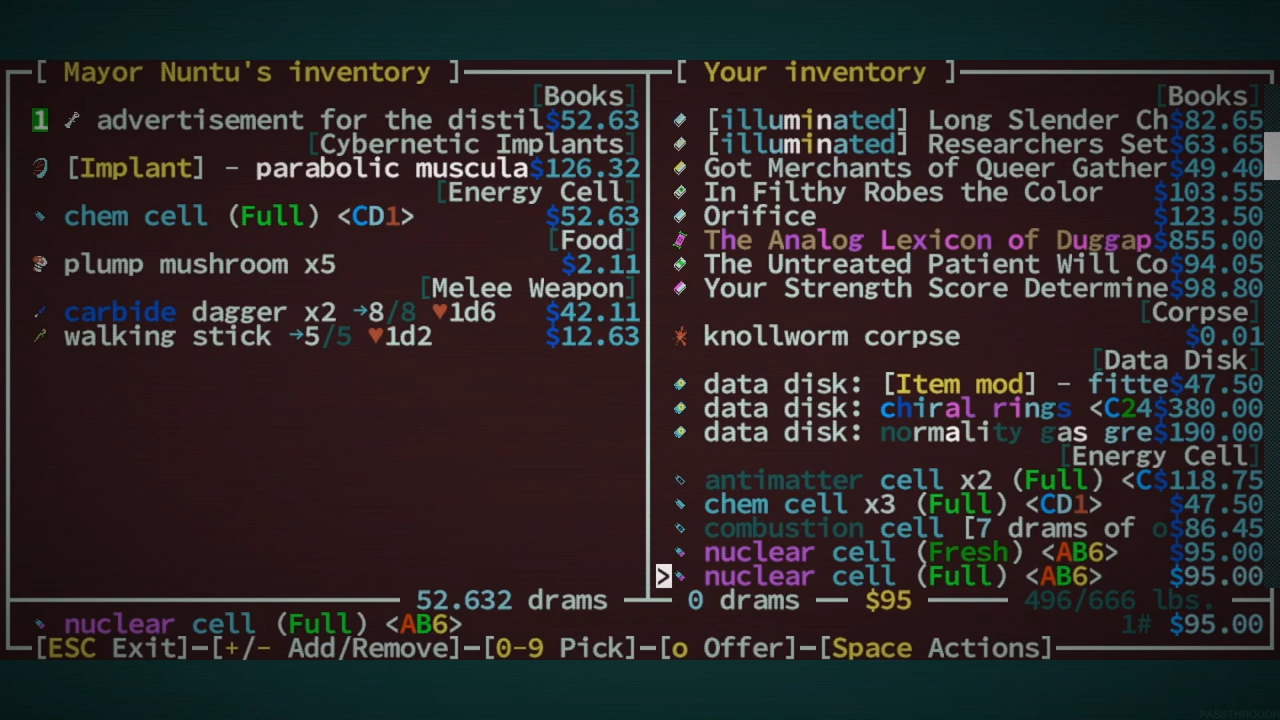 [ Mayor Nuntu's inventory ]
[Books]
1 advertisement for the distil$52.63
[Cybernetic Implants]
[Implant] - parabolic muscula$126.32
[Energy Cell]
chem cell (Full) <CD1> $52.63
[Food]
plump mushroom x5 $2.11
[Melee Weapon]
carbide dagger x2 →8/8 ♥1d6 $42.11
walking stick →5/5 ♥1d2 $12.63
52.632 drams
[ Your inventory ]
[Books]
[illuminated] Long Slender Ch$82.65
[illuminated] Researchers Set$63.65
Got Merchants of Queer Gather$49.40
In Filthy Robes the Color $103.55
Orifice $123.50
The Analog Lexicon of Duggap$855.00
The Untreated Patient Will Co$94.05
Your Strength Score Determine$98.80
[Corpse]
knollworm corpse $0.01
[Data Disk]
data disk: [Item mod] - fitte$47.50
data disk: chiral rings <C24$380.00
data disk: normality gas gre$190.00
[Energy Cell]
antimatter cell x2 (Full) <C$118.75
chem cell x3 (Full) <CD1> $47.50
combustion cell [7 drams of o$86.45
nuclear cell (Fresh) <AB6> $95.00
> nuclear cell (Full) <AB6> $95.00
0 drams $95 496/666 lbs.
nuclear cell (Full) <AB6> 1# $95.00
[ESC Exit] [+/- Add/Remove] [0-9 Pick] [o Offer] [Space Actions]